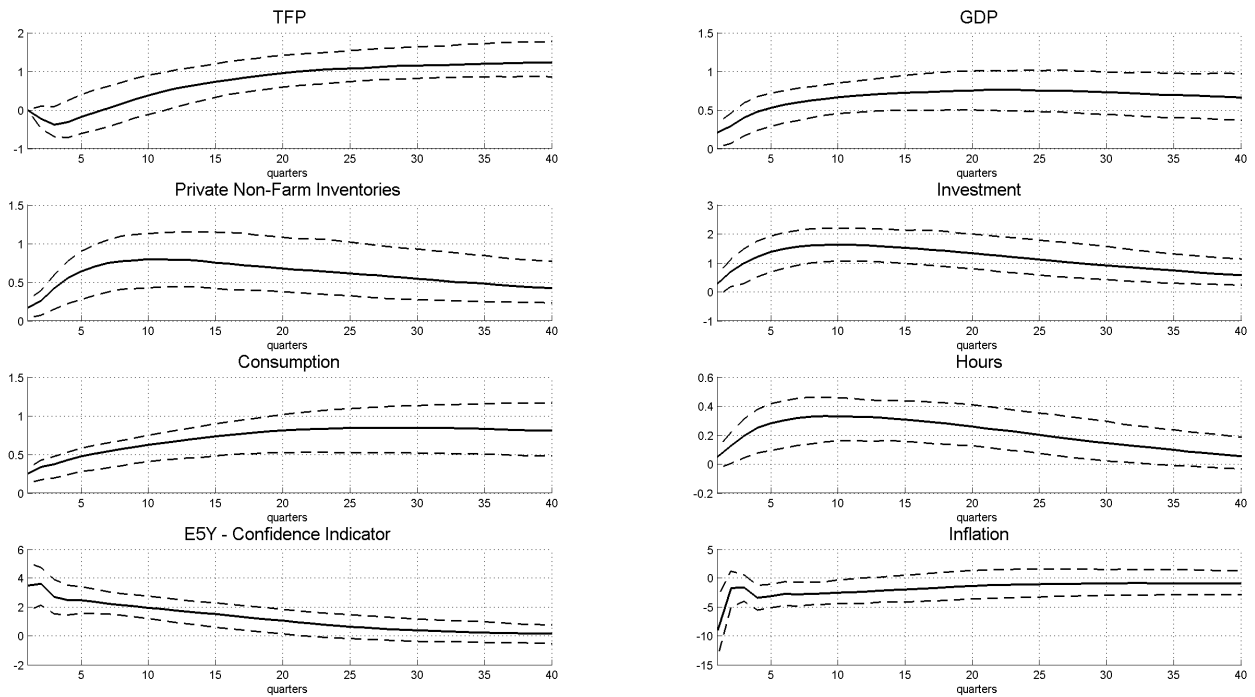 TFP
2
1
0
-1
5 10 15 20 25 30 35 40
quarters
GDP
1.5
1
0.5
0
5 10 15 20 25 30 35 40
quarters
Private Non-Farm Inventories
1.5
1
0.5
0
5 10 15 20 25 30 35 40
quarters
Investment
3
2
1
0
-1
5 10 15 20 25 30 35 40
quarters
Consumption
1.5
1
0.5
0
5 10 15 20 25 30 35 40
quarters
Hours
0.6
0.4
0.2
0
-0.2
5 10 15 20 25 30 35 40
quarters
E5Y - Confidence Indicator
6
4
2
0
-2
5 10 15 20 25 30 35 40
quarters
Inflation
5
0
-5
-10
-15
5 10 15 20 25 30 35 40
quarters